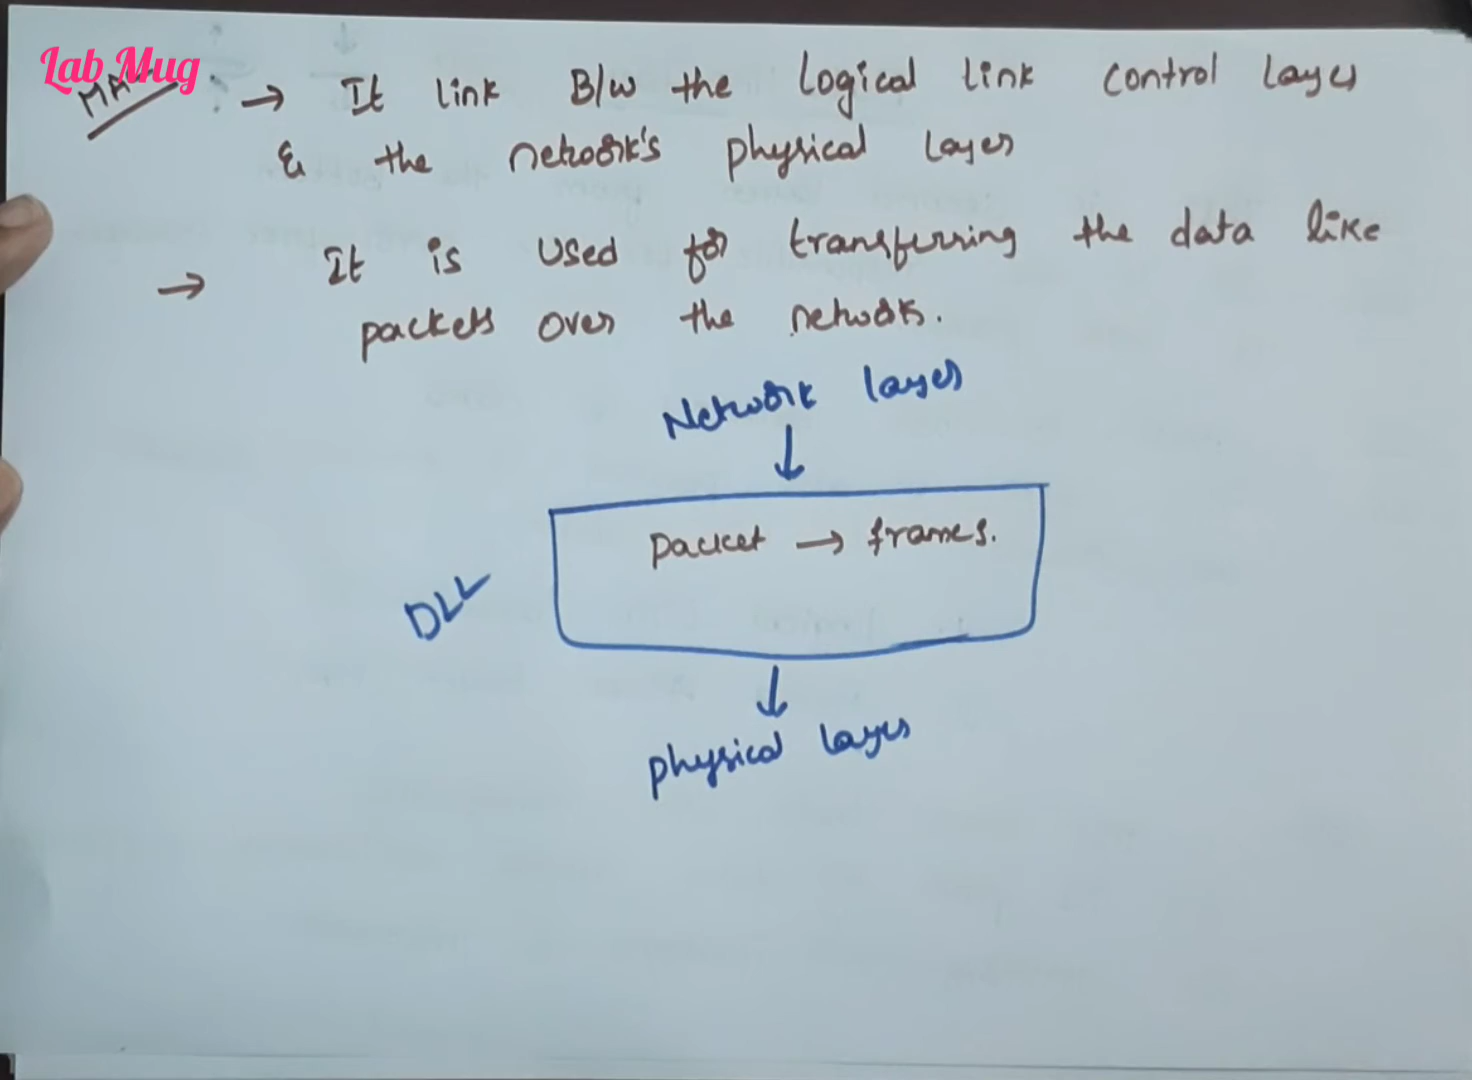 Lab Mug
MAC : → It link B/w the Logical link control layer
& the network's physical layer
→ It is used for transferring the data like
packets over the network.
Network layer
↓
packet → frames.
DLL
↓
physical layer